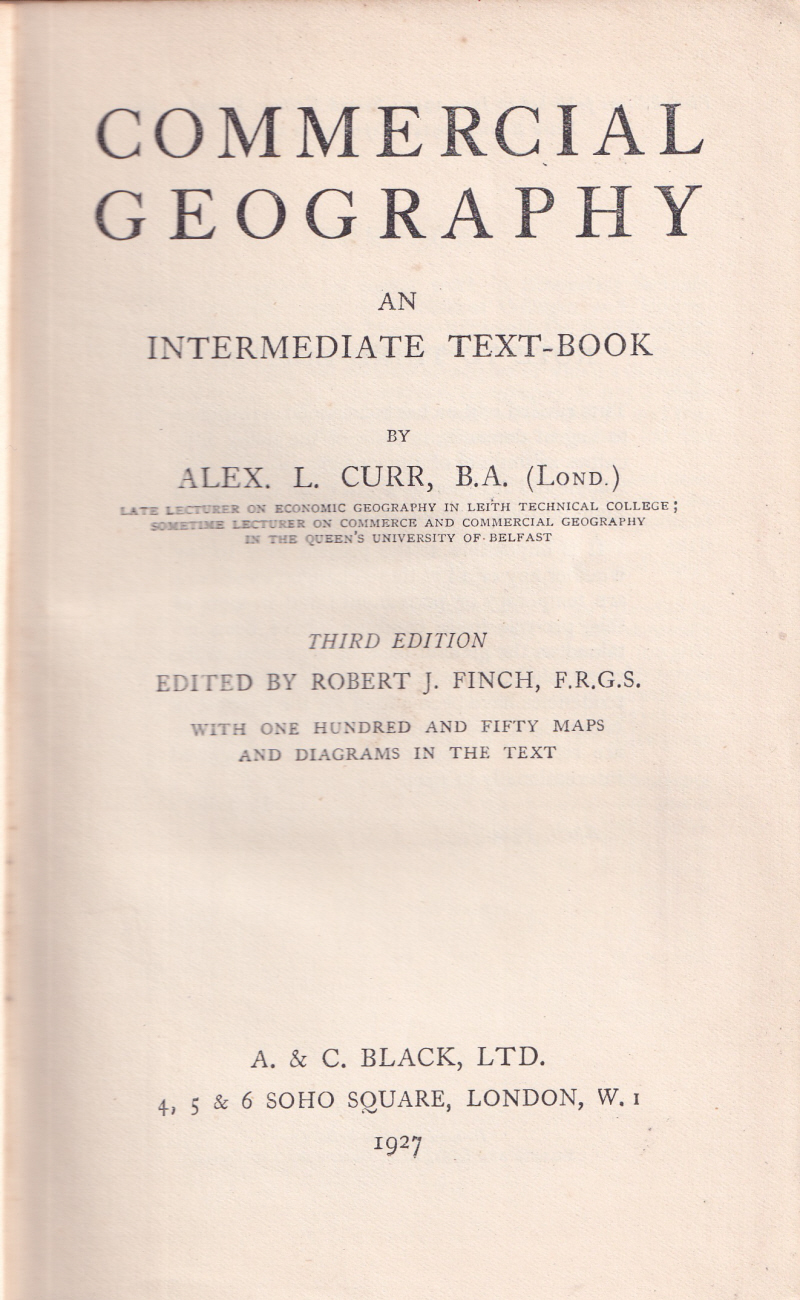 COMMERCIAL
GEOGRAPHY
AN
INTERMEDIATE TEXT-BOOK
BY
ALEX. L. CURR, B.A. (LOND.)
LATE LECTURER ON ECONOMIC GEOGRAPHY IN LEITH TECHNICAL COLLEGE;
SOMETIME LECTURER ON COMMERCE AND COMMERCIAL GEOGRAPHY
IN THE QUEEN'S UNIVERSITY OF BELFAST
THIRD EDITION
EDITED BY ROBERT J. FINCH, F.R.G.S.
WITH ONE HUNDRED AND FIFTY MAPS
AND DIAGRAMS IN THE TEXT
A. & C. BLACK, LTD.
4, 5 & 6 SOHO SQUARE, LONDON, W. 1
1927